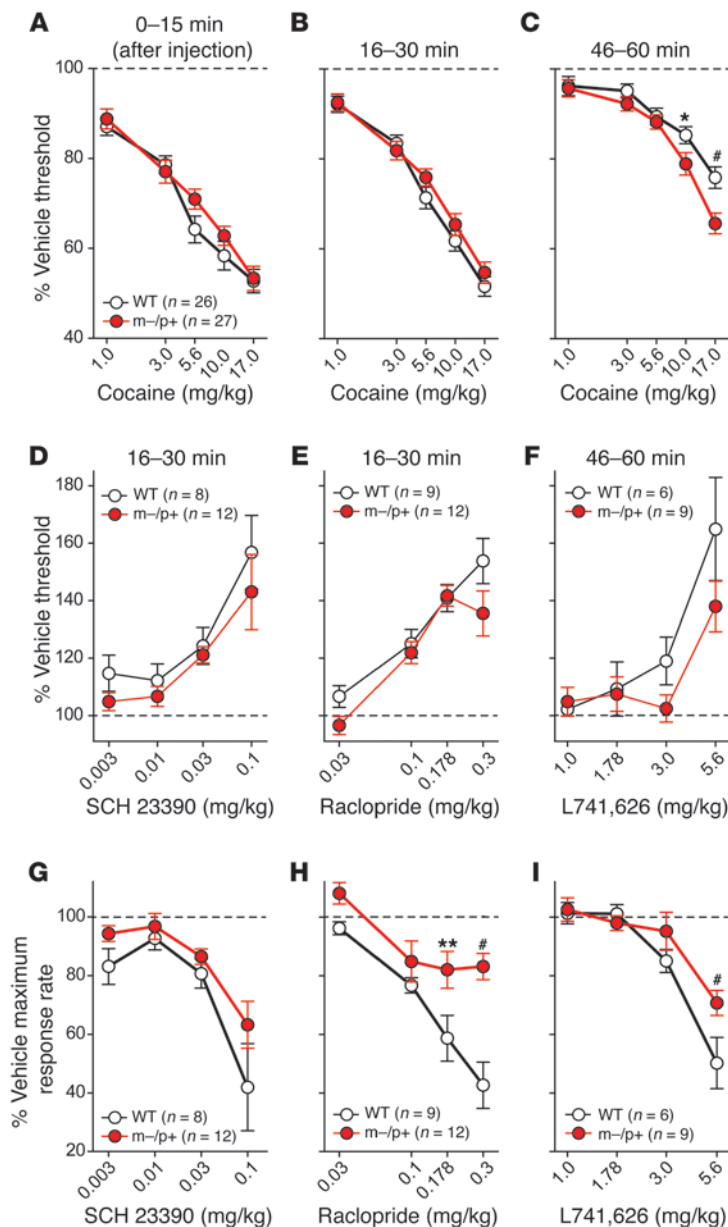 A
0–15 min
(after injection)
B
16–30 min
C
46–60 min
% Vehicle threshold
100
80
60
40
WT (n = 26)
m–/p+ (n = 27)
*
#
1.0
3.0
5.6
10.0
17.0
Cocaine (mg/kg)
1.0
3.0
5.6
10.0
17.0
Cocaine (mg/kg)
1.0
3.0
5.6
10.0
17.0
Cocaine (mg/kg)
D
16–30 min
E
16–30 min
F
46–60 min
% Vehicle threshold
180
160
140
120
100
WT (n = 8)
m–/p+ (n = 12)
WT (n = 9)
m–/p+ (n = 12)
WT (n = 6)
m–/p+ (n = 9)
0.003
0.01
0.03
0.1
SCH 23390 (mg/kg)
0.03
0.1
0.178
0.3
Raclopride (mg/kg)
1.0
1.78
3.0
5.6
L741,626 (mg/kg)
G
H
I
% Vehicle maximum
response rate
100
80
60
40
20
**
#
#
WT (n = 8)
m–/p+ (n = 12)
WT (n = 9)
m–/p+ (n = 12)
WT (n = 6)
m–/p+ (n = 9)
0.003
0.01
0.03
0.1
SCH 23390 (mg/kg)
0.03
0.1
0.178
0.3
Raclopride (mg/kg)
1.0
1.78
3.0
5.6
L741,626 (mg/kg)